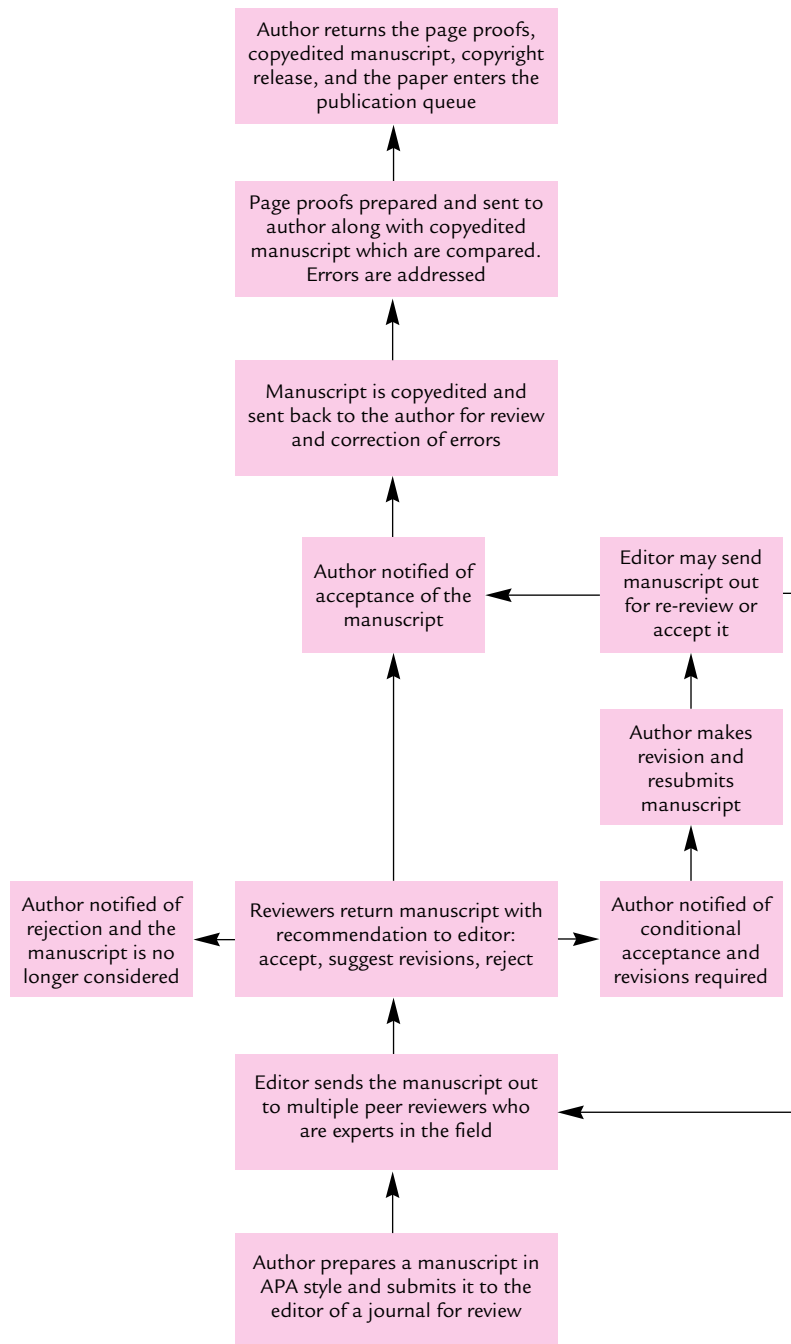 Author returns the page proofs,
copyedited manuscript, copyright
release, and the paper enters the
publication queue
Page proofs prepared and sent to
author along with copyedited
manuscript which are compared.
Errors are addressed
Manuscript is copyedited and
sent back to the author for review
and correction of errors
Author notified of
acceptance of the
manuscript
Editor may send
manuscript out
for re-review or
accept it
Author makes
revision and
resubmits
manuscript
Author notified of
rejection and the
manuscript is no
longer considered
Reviewers return manuscript with
recommendation to editor:
accept, suggest revisions, reject
Author notified of
conditional
acceptance and
revisions required
Editor sends the manuscript out
to multiple peer reviewers who
are experts in the field
Author prepares a manuscript in
APA style and submits it to the
editor of a journal for review